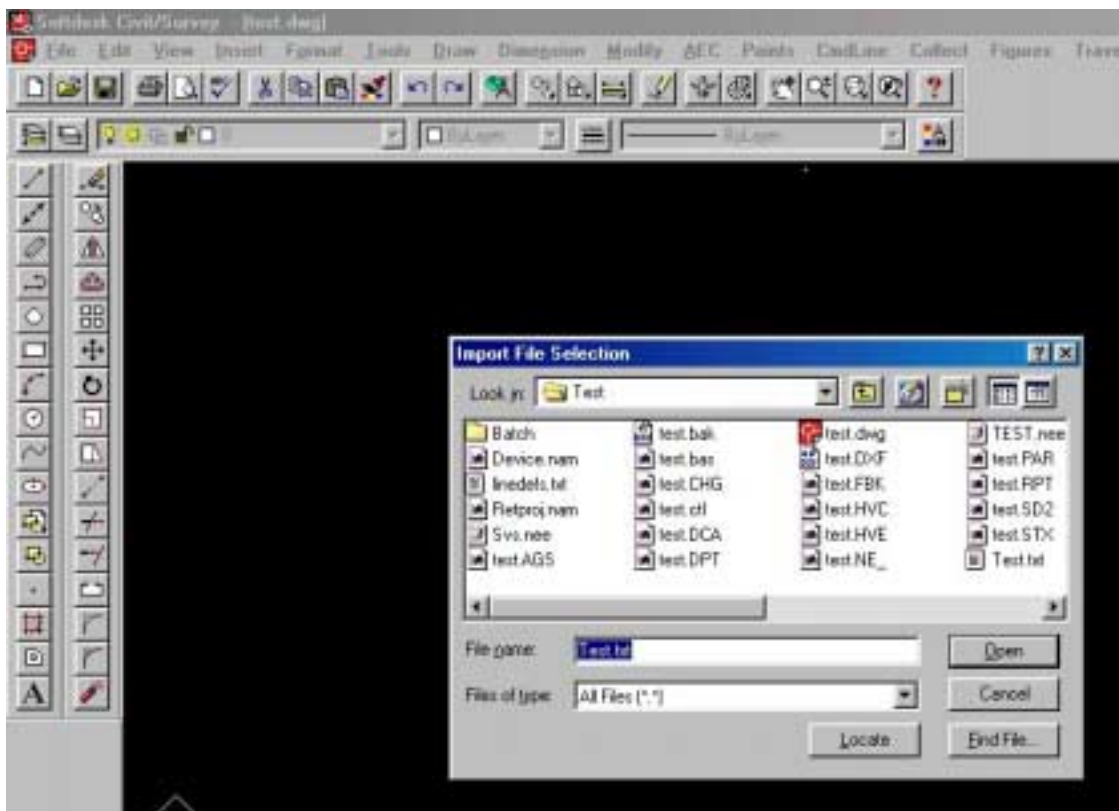 Softdesk Civil/Survey - [test.dwg]
File Edit View Insert Format Tools Draw Dimension Modify AEC Points CmdLine Collect Figures
0 ByLayer ByLayer
Import File Selection
Look in: Test
Batch test.bak test.dwg TEST.nee
Device.nam test.bas test.DXF test.PAR
linedefs.txt test.CHG test.FBK test.RPT
test.ctl test.HVC test.SD2
Svs.nee test.DCA test.HVE test.STX
test.AGS test.DPT test.NE_ Test.txt
File name: Test.txt Open
Files of type: All Files (*.*) Cancel
Locate Find File...
A